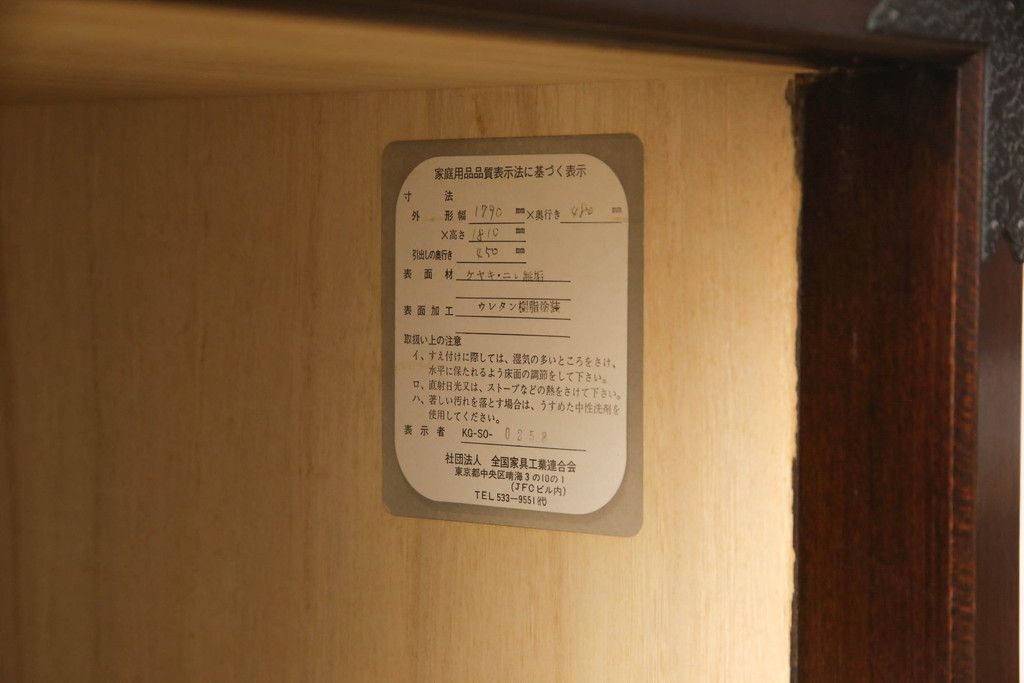 家庭用品品質表示法に基づく表示
寸法
外形幅 1790 mm ×奥行き 480 mm
×高さ 1810 mm
引出しの奥行き 450 mm
表面材 ケヤキ・ニレ無垢
表面加工 ウレタン樹脂塗装
取扱い上の注意
イ、すえ付けに際しては、湿気の多いところをさけ、
水平に保たれるよう床面の調節をして下さい。
ロ、直射日光又は、ストーブなどの熱をさけて下さい。
ハ、著しい汚れを落とす場合は、うすめた中性洗剤を
使用してください。
表示者 KG-SO- 0258
社団法人 全国家具工業連合会
東京都中央区晴海3の10の1
(JFCビル内)
TEL 533-9551(代)